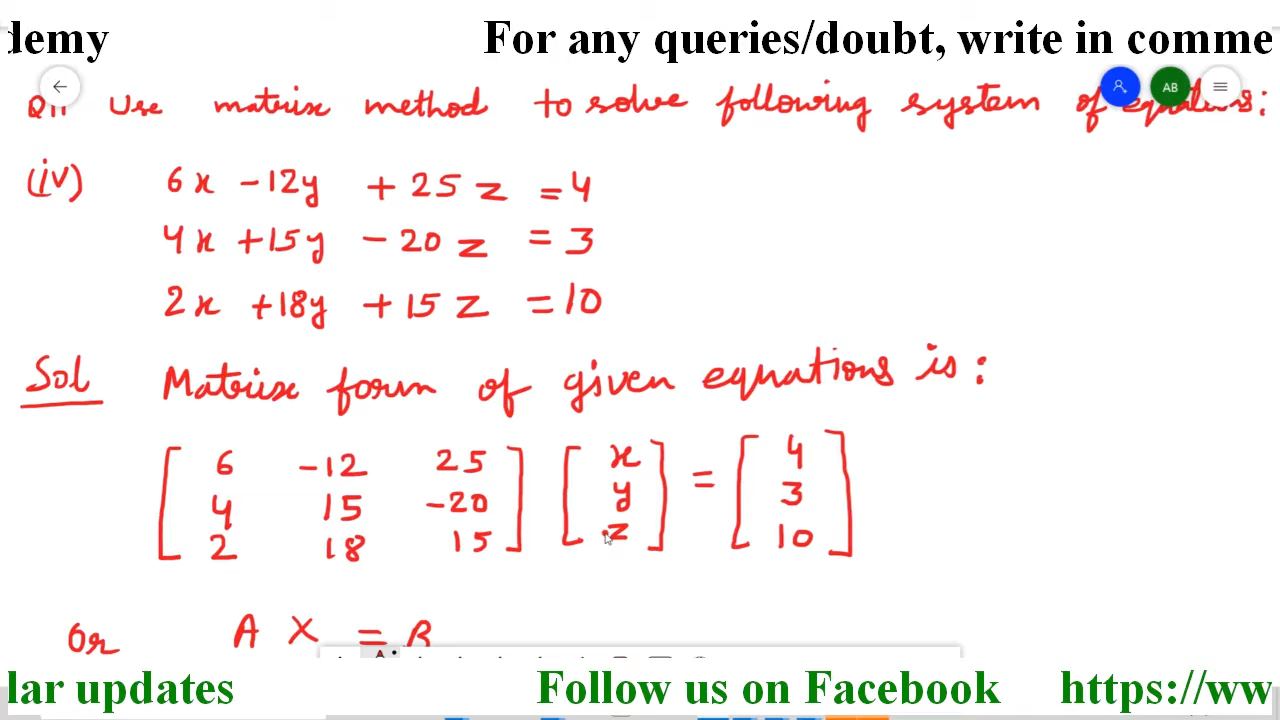 demy For any queries/doubt, write in comme
Q11 Use matrix method to solve following system of equations:
AB
(iv) 6x -12y + 25z = 4
4x +15y - 20z = 3
2x +18y + 15z = 10
Sol Matrix form of given equations is:
[ 6 -12 25 ] [ x ] = [ 4 ]
[ 4 15 -20 ] [ y ] [ 3 ]
[ 2 18 15 ] [ z ] [ 10 ]
Or A X = B
lar updates Follow us on Facebook https://ww